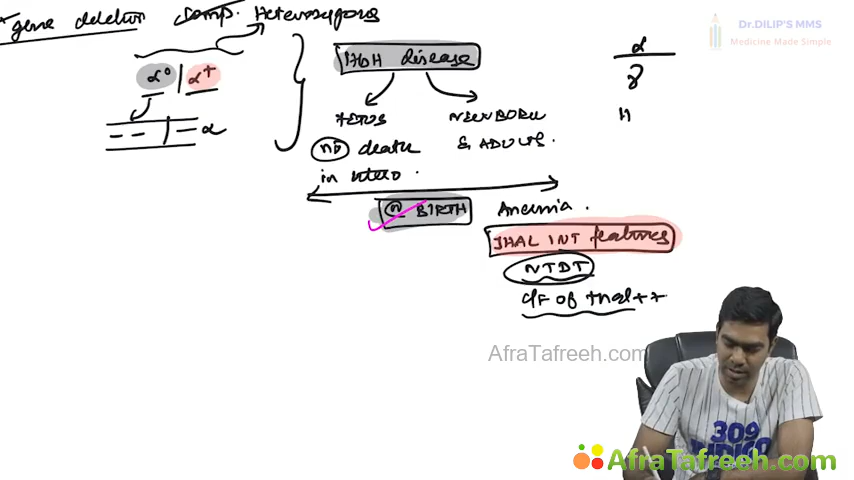 * gene deletion comp. Heterozygous
α⁰ | α⁺
-- | -α
HbH disease
FETUS
NO death
in utero.
NEWBORN
& ADULTS.
@ BIRTH
Anemia.
THAL INT features
NTDT
c/F of thal++
α
γ
H
Dr.DILIP'S MMS
Medicine Made Simple
AfraTafreeh.com
309
AfraTafreeh.com